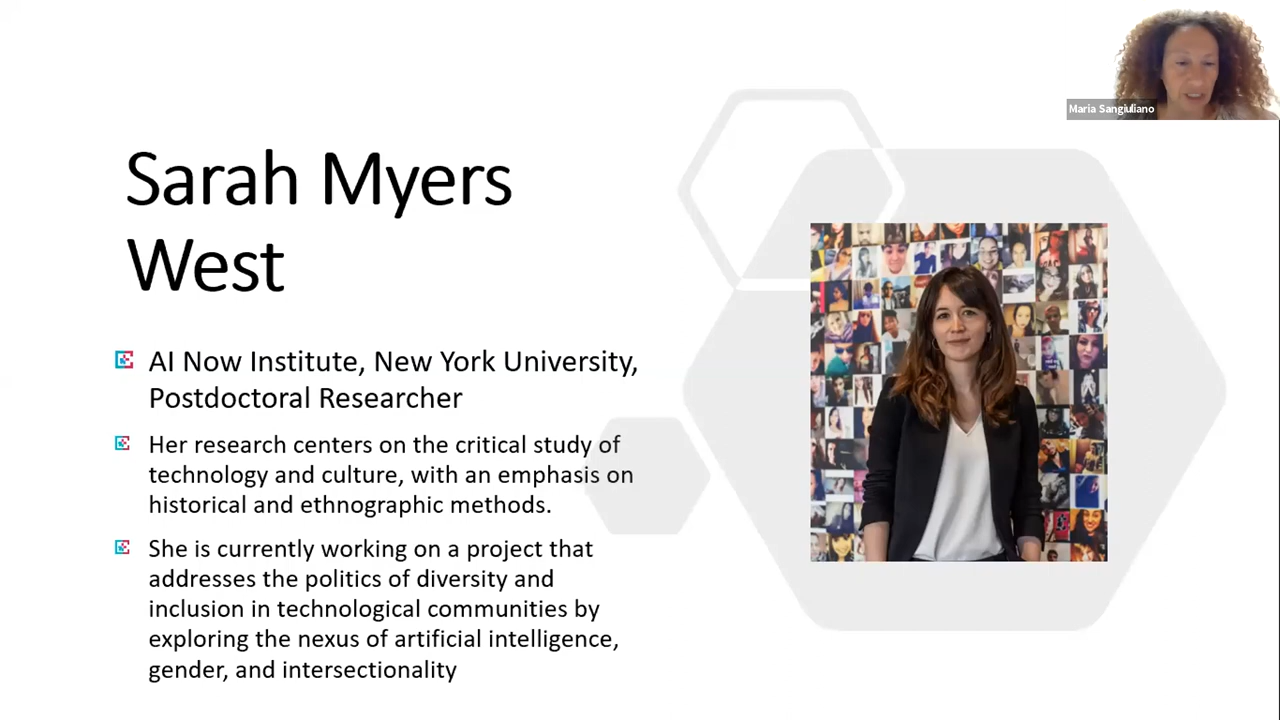 Maria Sangiuliano
Sarah Myers
West
AI Now Institute, New York University,
Postdoctoral Researcher
Her research centers on the critical study of
technology and culture, with an emphasis on
historical and ethnographic methods.
She is currently working on a project that
addresses the politics of diversity and
inclusion in technological communities by
exploring the nexus of artificial intelligence,
gender, and intersectionality